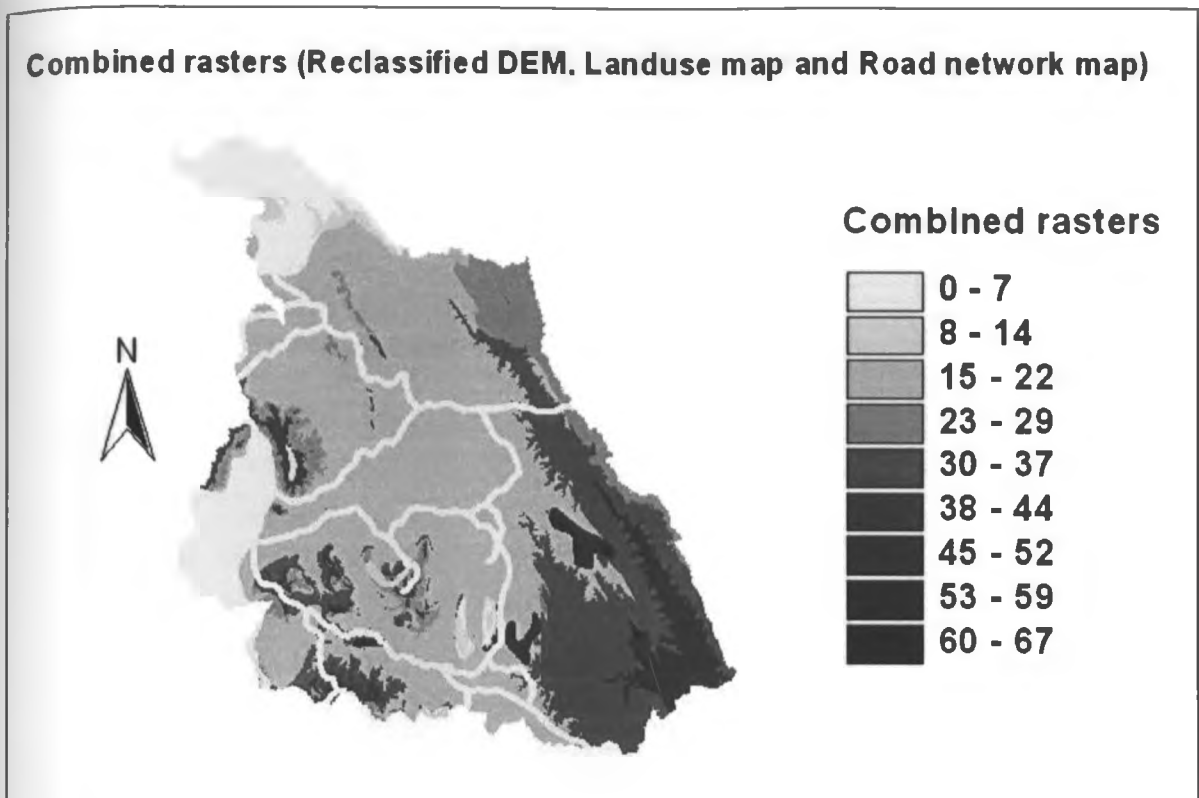 Combined rasters (Reclassified DEM. Landuse map and Road network map)
N
Combined rasters
0 - 7
8 - 14
15 - 22
23 - 29
30 - 37
38 - 44
45 - 52
53 - 59
60 - 67